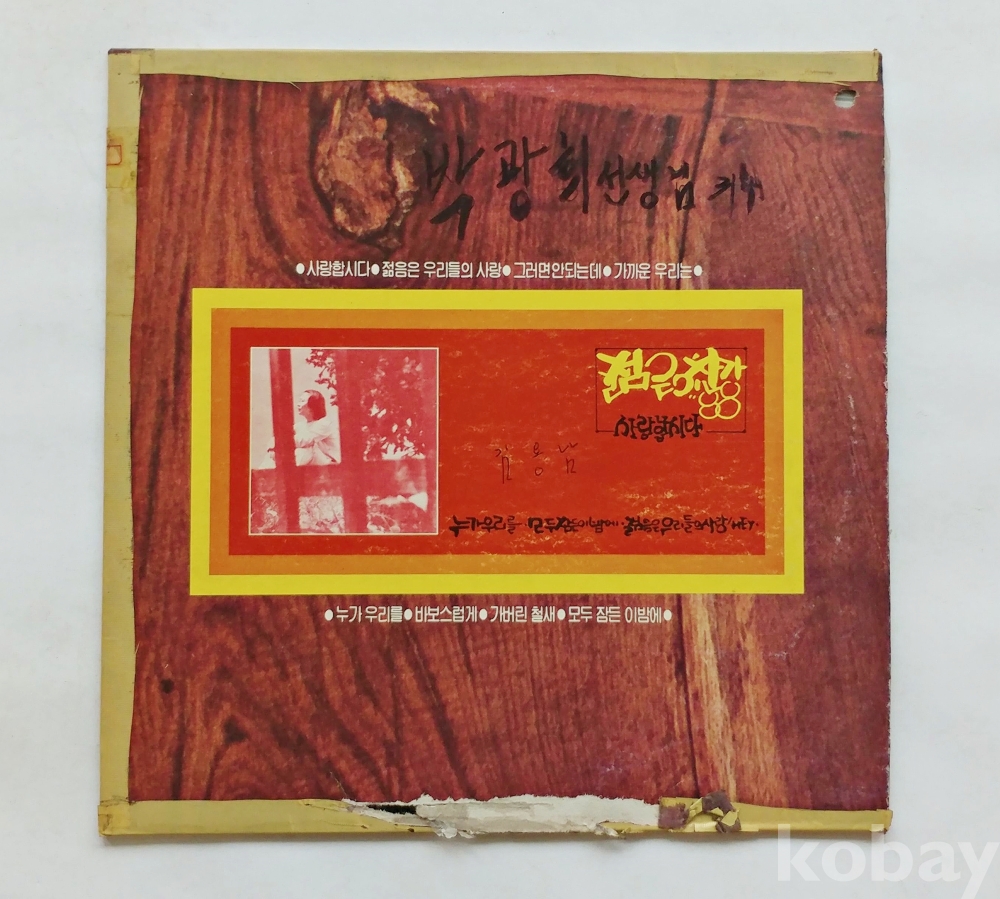 박광희 선생님 귀하
●사랑합시다●젊음은 우리들의 사랑●그러면안되는데●가까운 우리는●
젊은창가
88
사랑합시다
김용남
누가우리를·모두잠든이밤에·젊음은우리들의사랑/HEY·
●누가 우리를●바보스럽게●가버린 철새●모두 잠든 이밤에●
kobay